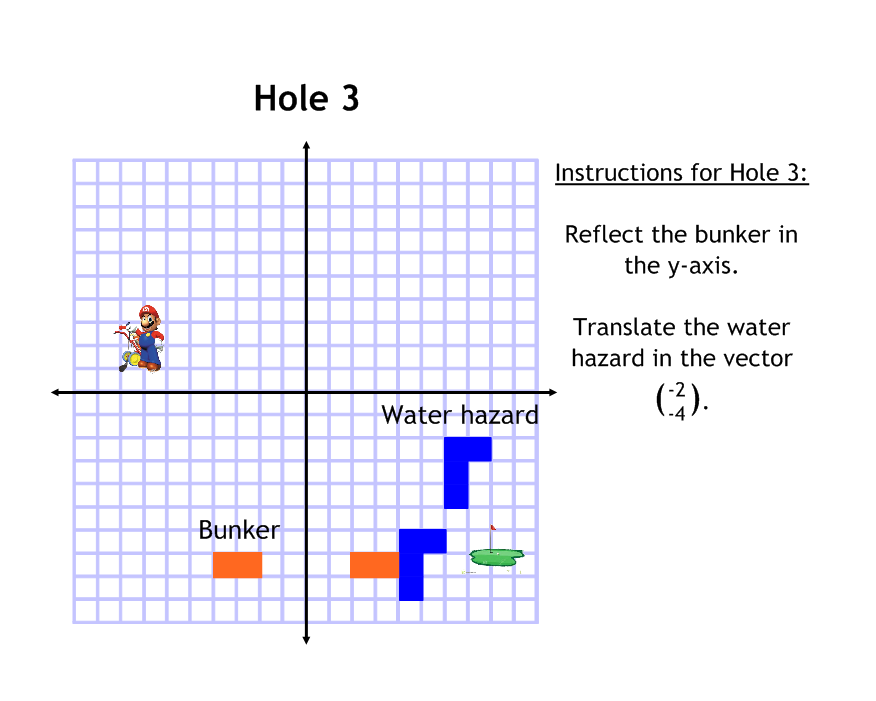 Hole 3
Instructions for Hole 3:
Reflect the bunker in
the y-axis.
Translate the water
hazard in the vector
(-2
-4).
Water hazard
Bunker